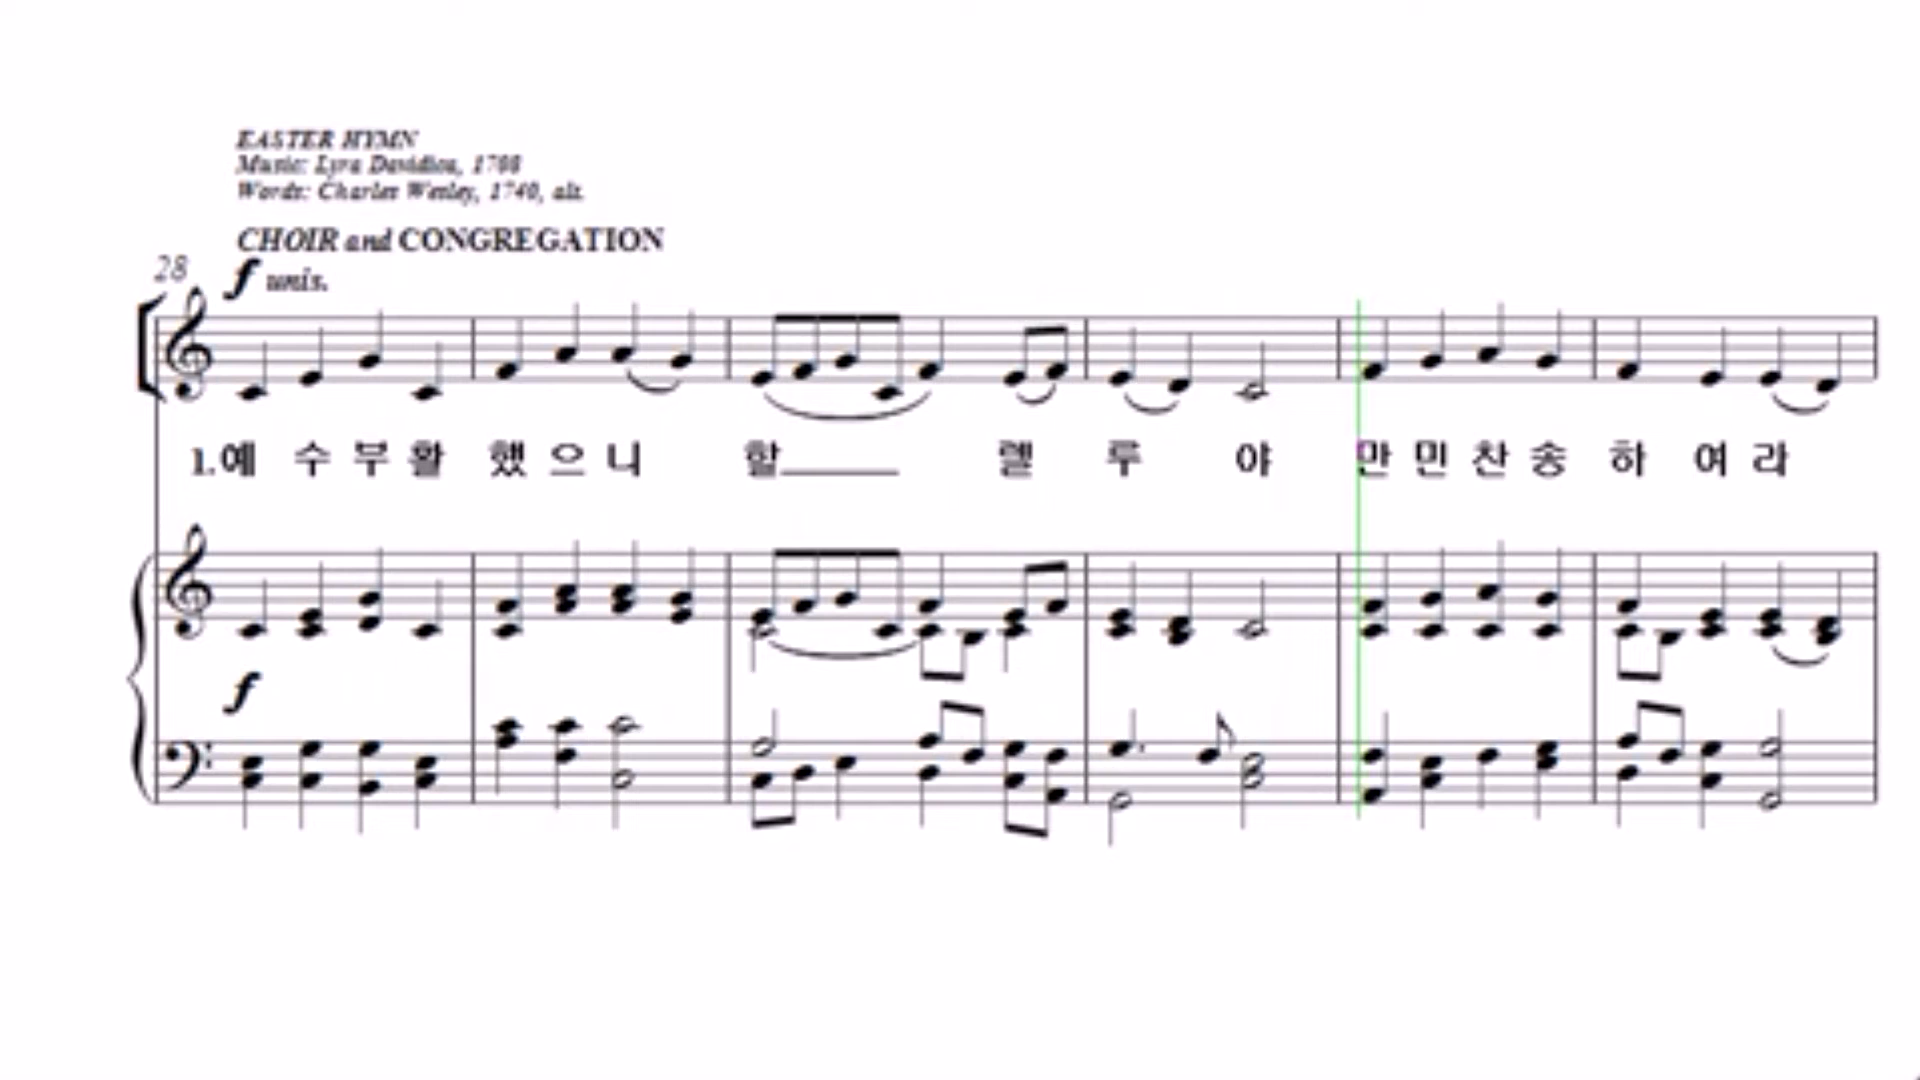 EASTER HYMN
Music: Lyra Davidica, 1708
Words: Charles Wesley, 1740, alt.
CHOIR and CONGREGATION
28
f unis.
1. 예 수 부 활 했 으 니 할 렐 루 야 만 민 찬 송 하 여 라
f